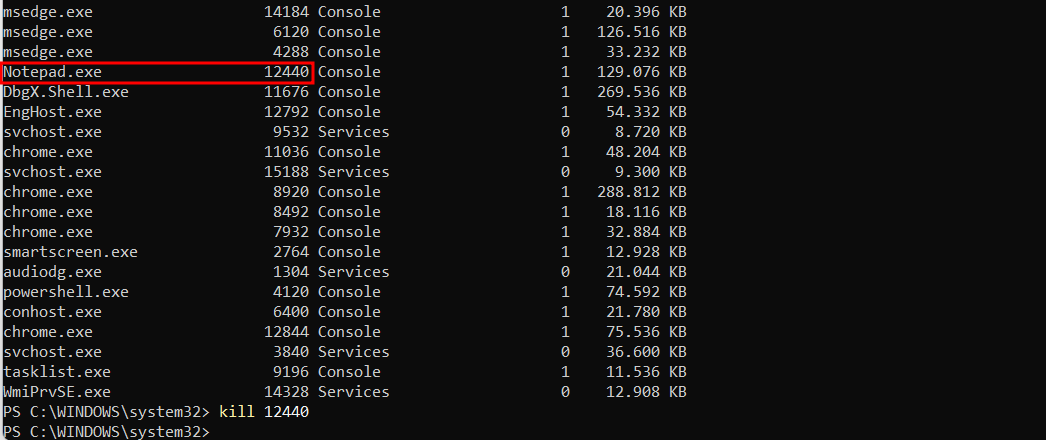 msedge.exe 14184 Console 1 20.396 KB
msedge.exe 6120 Console 1 126.516 KB
msedge.exe 4288 Console 1 33.232 KB
Notepad.exe 12440 Console 1 129.076 KB
DbgX.Shell.exe 11676 Console 1 269.536 KB
EngHost.exe 12792 Console 1 54.332 KB
svchost.exe 9532 Services 0 8.720 KB
chrome.exe 11036 Console 1 48.204 KB
svchost.exe 15188 Services 0 9.300 KB
chrome.exe 8920 Console 1 288.812 KB
chrome.exe 8492 Console 1 18.116 KB
chrome.exe 7932 Console 1 32.884 KB
smartscreen.exe 2764 Console 1 12.928 KB
audiodg.exe 1304 Services 0 21.044 KB
powershell.exe 4120 Console 1 74.592 KB
conhost.exe 6400 Console 1 21.780 KB
chrome.exe 12844 Console 1 75.536 KB
svchost.exe 3840 Services 0 36.600 KB
tasklist.exe 9196 Console 1 11.536 KB
WmiPrvSE.exe 14328 Services 0 12.908 KB
PS C:\WINDOWS\system32> kill 12440
PS C:\WINDOWS\system32>